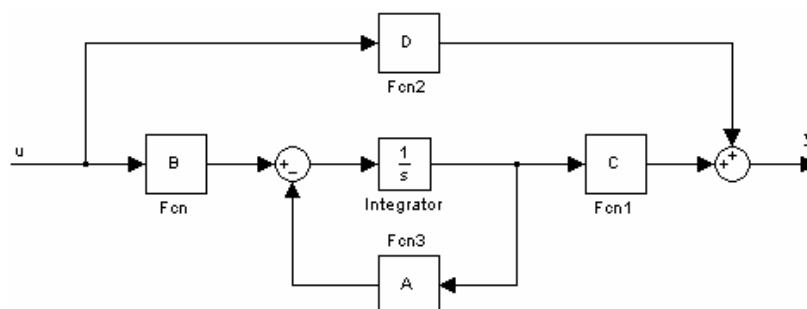 D
Fcn2
u
B
Fcn
+
−
1
s
Integrator
C
Fcn1
+
+
y
Fcn3
A